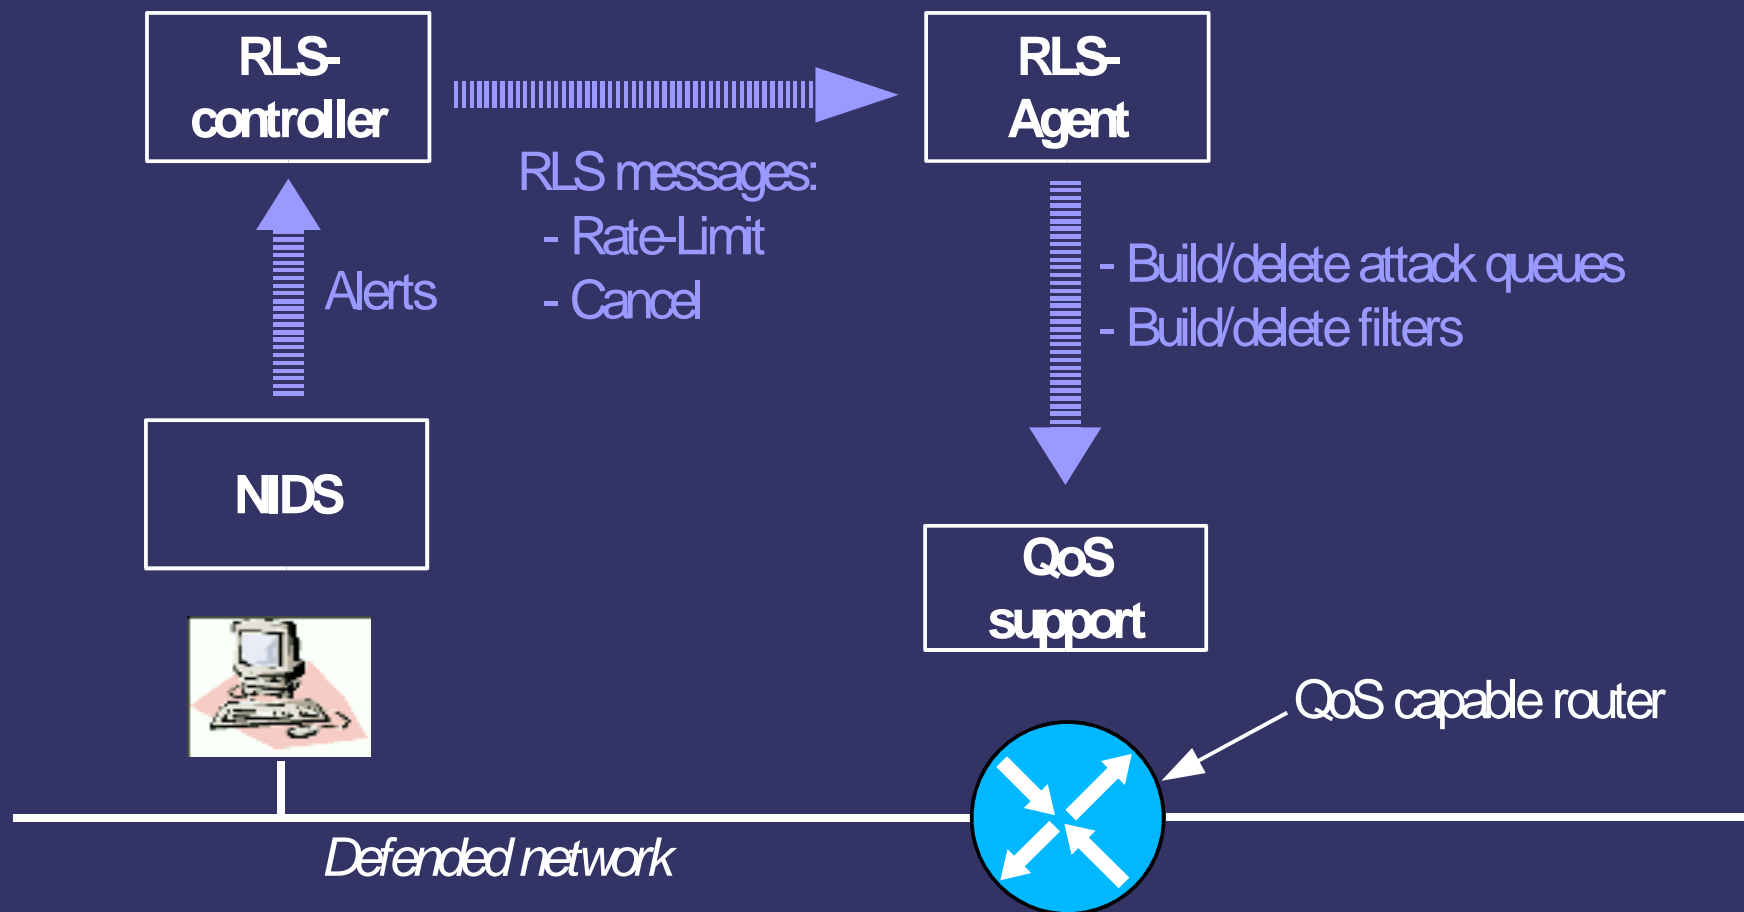 RLS-
controller
RLS-
Agent
RLS messages:
- Rate-Limit
- Cancel
Alerts
- Build/delete attack queues
- Build/delete filters
NIDS
QoS
support
QoS capable router
Defended network